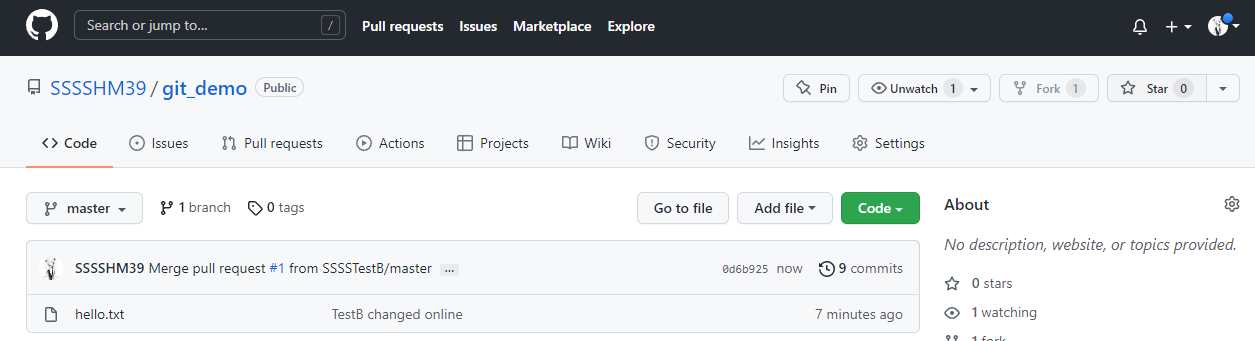 Search or jump to... / Pull requests Issues Marketplace Explore
SSSSHM39 / git_demo Public Pin Unwatch 1 Fork 1 Star 0
Code Issues Pull requests Actions Projects Wiki Security Insights Settings
master 1 branch 0 tags Go to file Add file Code About
No description, website, or topics provided.
SSSSHM39 Merge pull request #1 from SSSSTestB/master ... 0d6b925 now 9 commits
0 stars
hello.txt TestB changed online 7 minutes ago
1 watching
1 fork